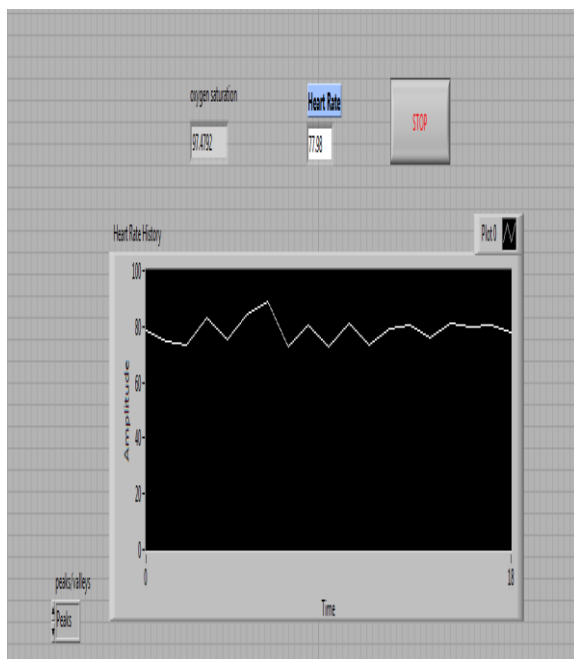 oxygen saturation
Heart Rate
97.4792
77.98
STOP
Heart Rate History
Plot 0
100
80
60
40
20
0
Amplitude
0
18
Time
peaks/valleys
Peaks